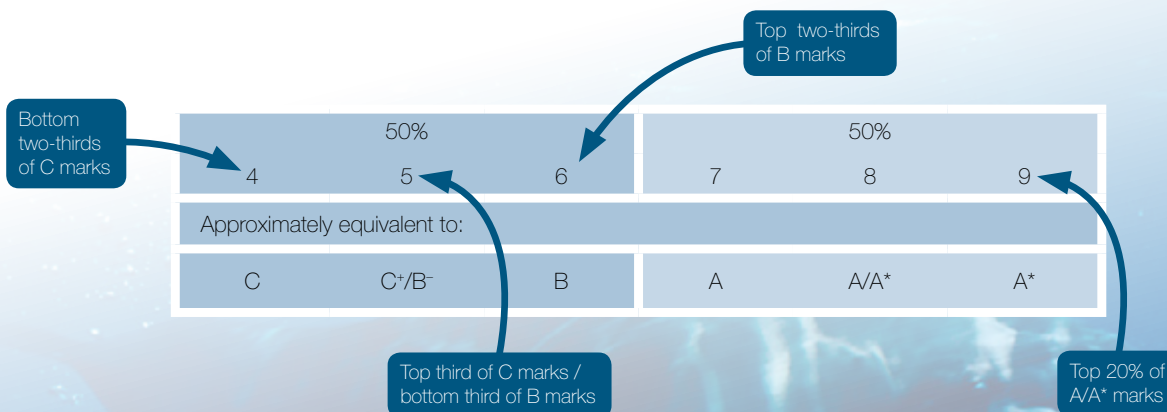 Top two-thirds
of B marks
Bottom
two-thirds
of C marks
50% 50%
4 5 6 7 8 9
Approximately equivalent to:
C C⁺/B⁻ B A A/A* A*
Top third of C marks /
bottom third of B marks
Top 20% of
A/A* marks